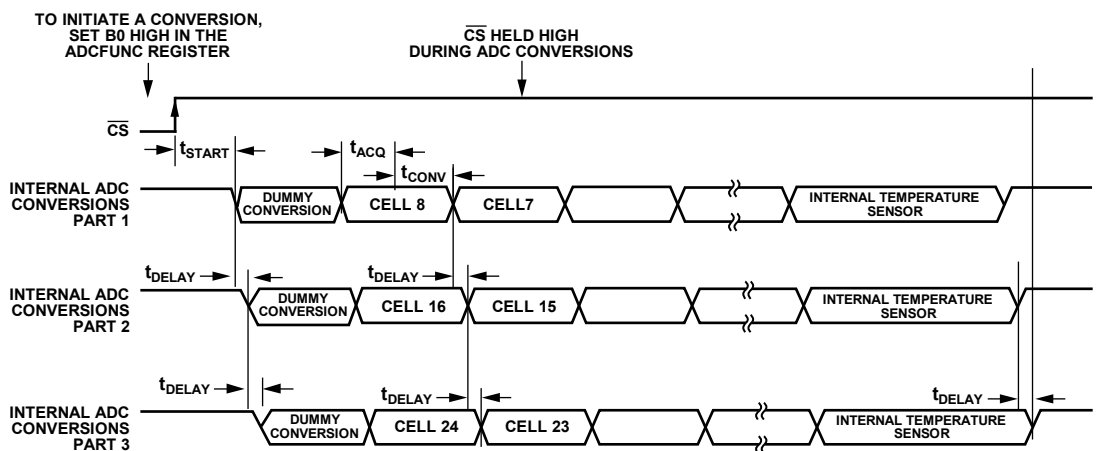 TO INITIATE A CONVERSION,
SET B0 HIGH IN THE
ADCFUNC REGISTER
CS HELD HIGH
DURING ADC CONVERSIONS
CS
tSTART
tACQ
tCONV
INTERNAL ADC
CONVERSIONS
PART 1
DUMMY
CONVERSION
CELL 8
CELL7
INTERNAL TEMPERATURE
SENSOR
tDELAY
tDELAY
INTERNAL ADC
CONVERSIONS
PART 2
DUMMY
CONVERSION
CELL 16
CELL 15
INTERNAL TEMPERATURE
SENSOR
tDELAY
tDELAY
tDELAY
INTERNAL ADC
CONVERSIONS
PART 3
DUMMY
CONVERSION
CELL 24
CELL 23
INTERNAL TEMPERATURE
SENSOR